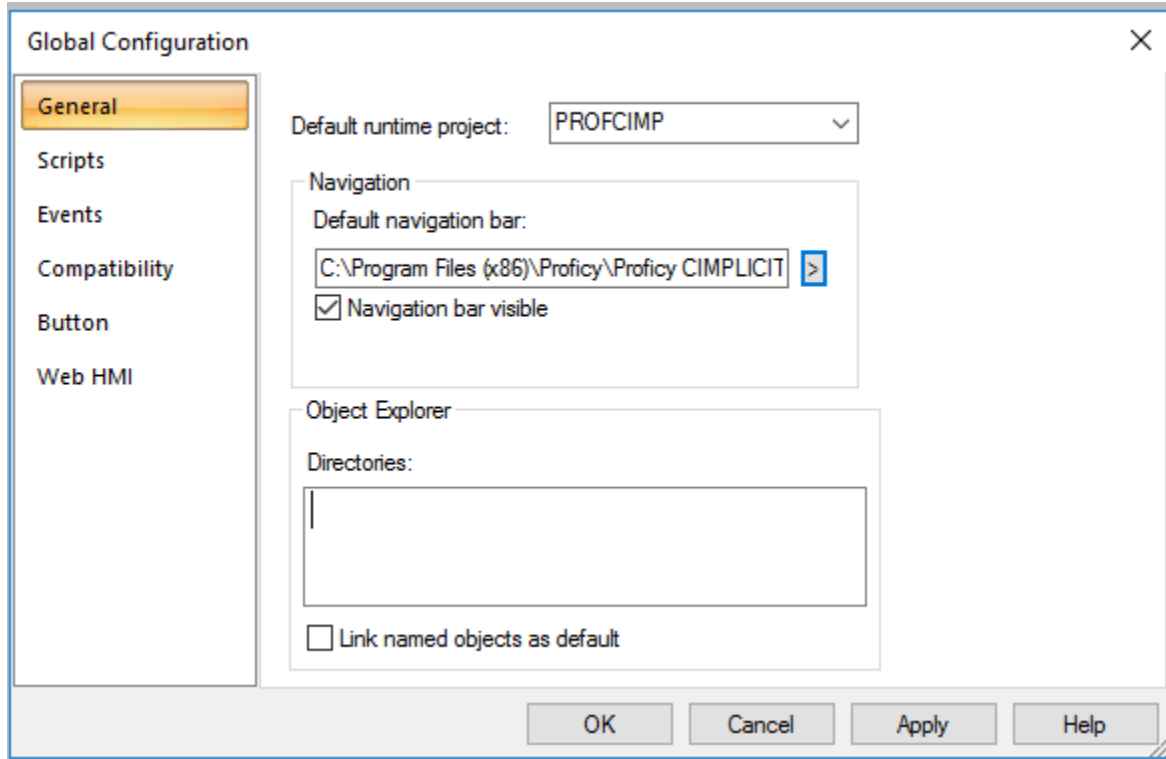 Global Configuration
General
Scripts
Events
Compatibility
Button
Web HMI
Default runtime project: PROFCIMP
Navigation
Default navigation bar:
C:\Program Files (x86)\Proficy\Proficy CIMPLICIT >
Navigation bar visible
Object Explorer
Directories:
Link named objects as default
OK Cancel Apply Help